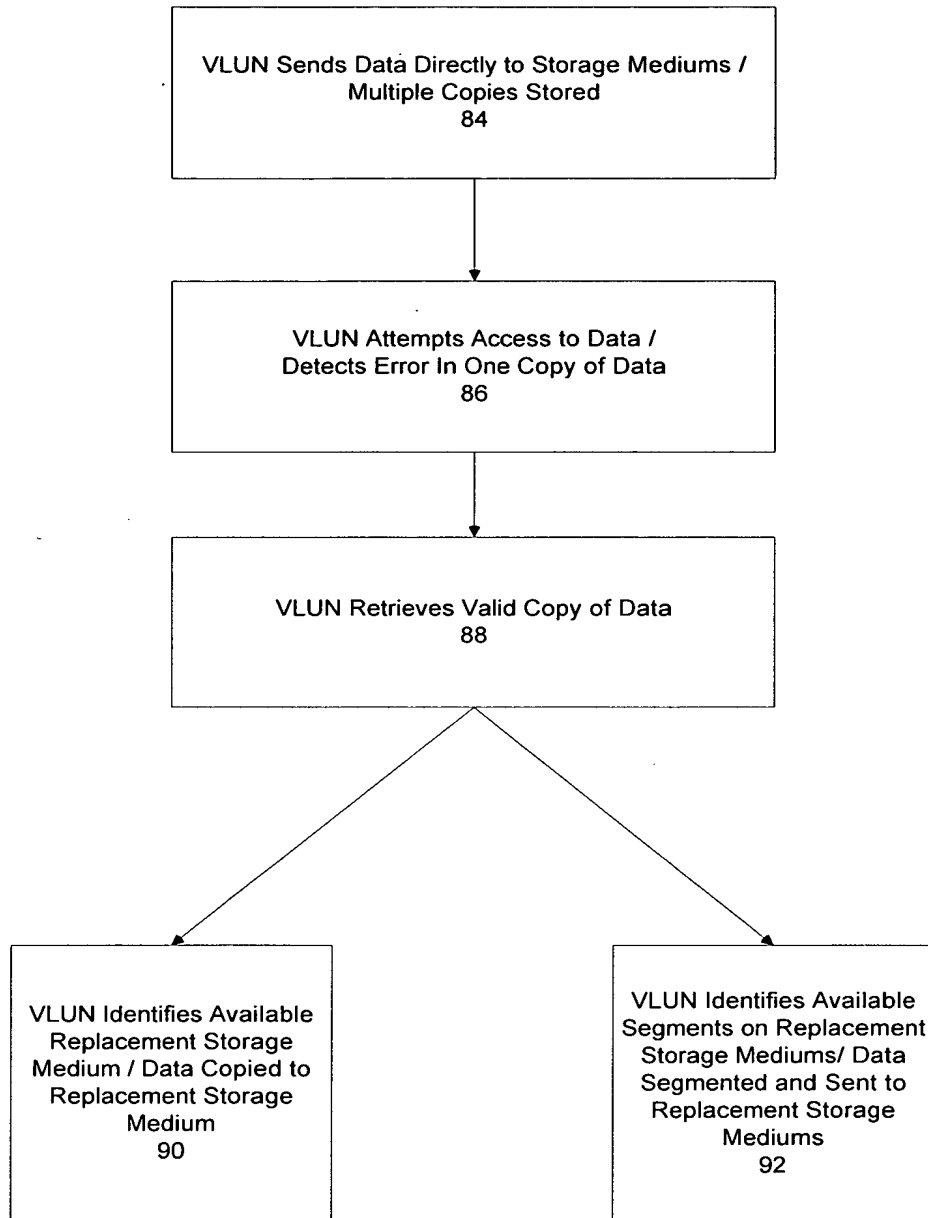 VLUN Sends Data Directly to Storage Mediums /
Multiple Copies Stored
84
VLUN Attempts Access to Data /
Detects Error In One Copy of Data
86
VLUN Retrieves Valid Copy of Data
88
VLUN Identifies Available
Replacement Storage
Medium / Data Copied to
Replacement Storage
Medium
90
VLUN Identifies Available
Segments on Replacement
Storage Mediums/ Data
Segmented and Sent to
Replacement Storage
Mediums
92